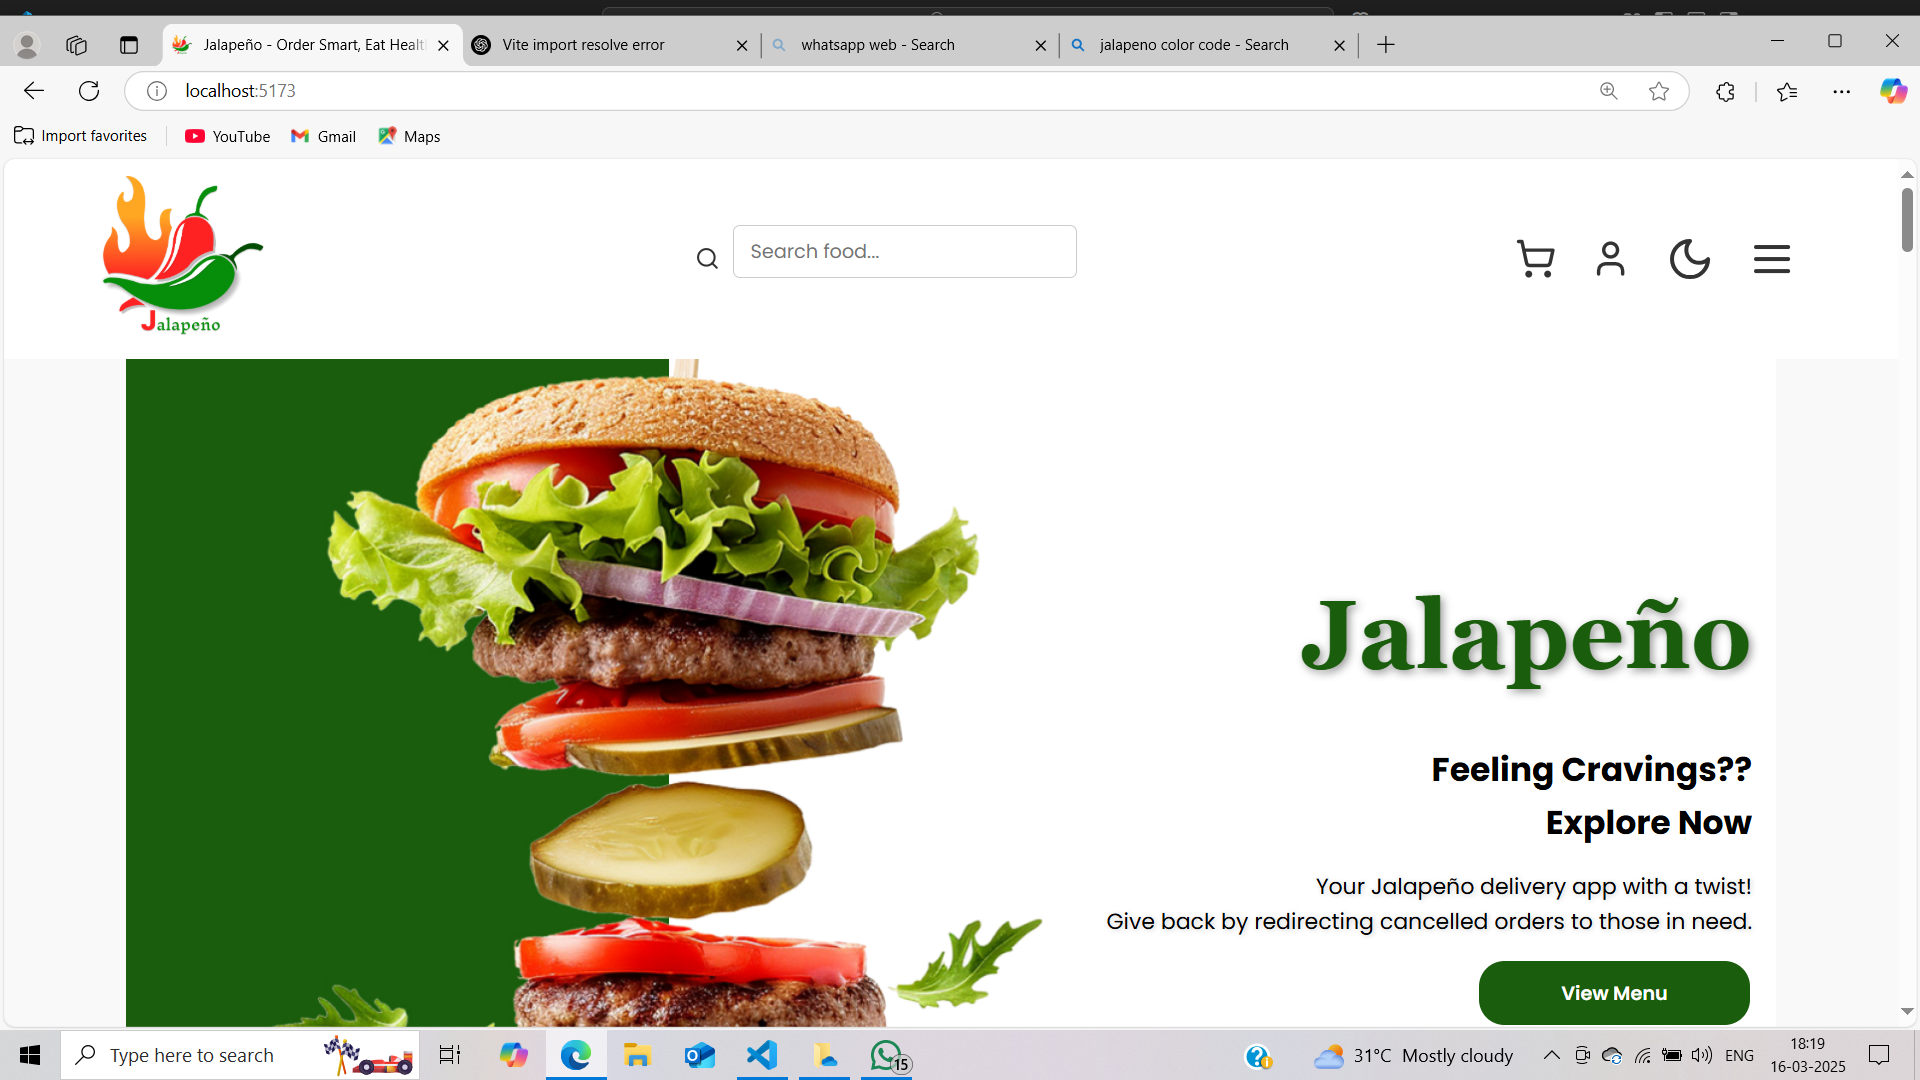 Jalapeño - Order Smart, Eat Healt
Vite import resolve error
whatsapp web - Search
jalapeno color code - Search
localhost:5173
Import favorites
YouTube
Gmail
Maps
Jalapeño
Search food...
Jalapeño
Feeling Cravings??
Explore Now
Your Jalapeño delivery app with a twist!
Give back by redirecting cancelled orders to those in need.
View Menu
Type here to search
15
31°C Mostly cloudy
ENG
18:19
16-03-2025